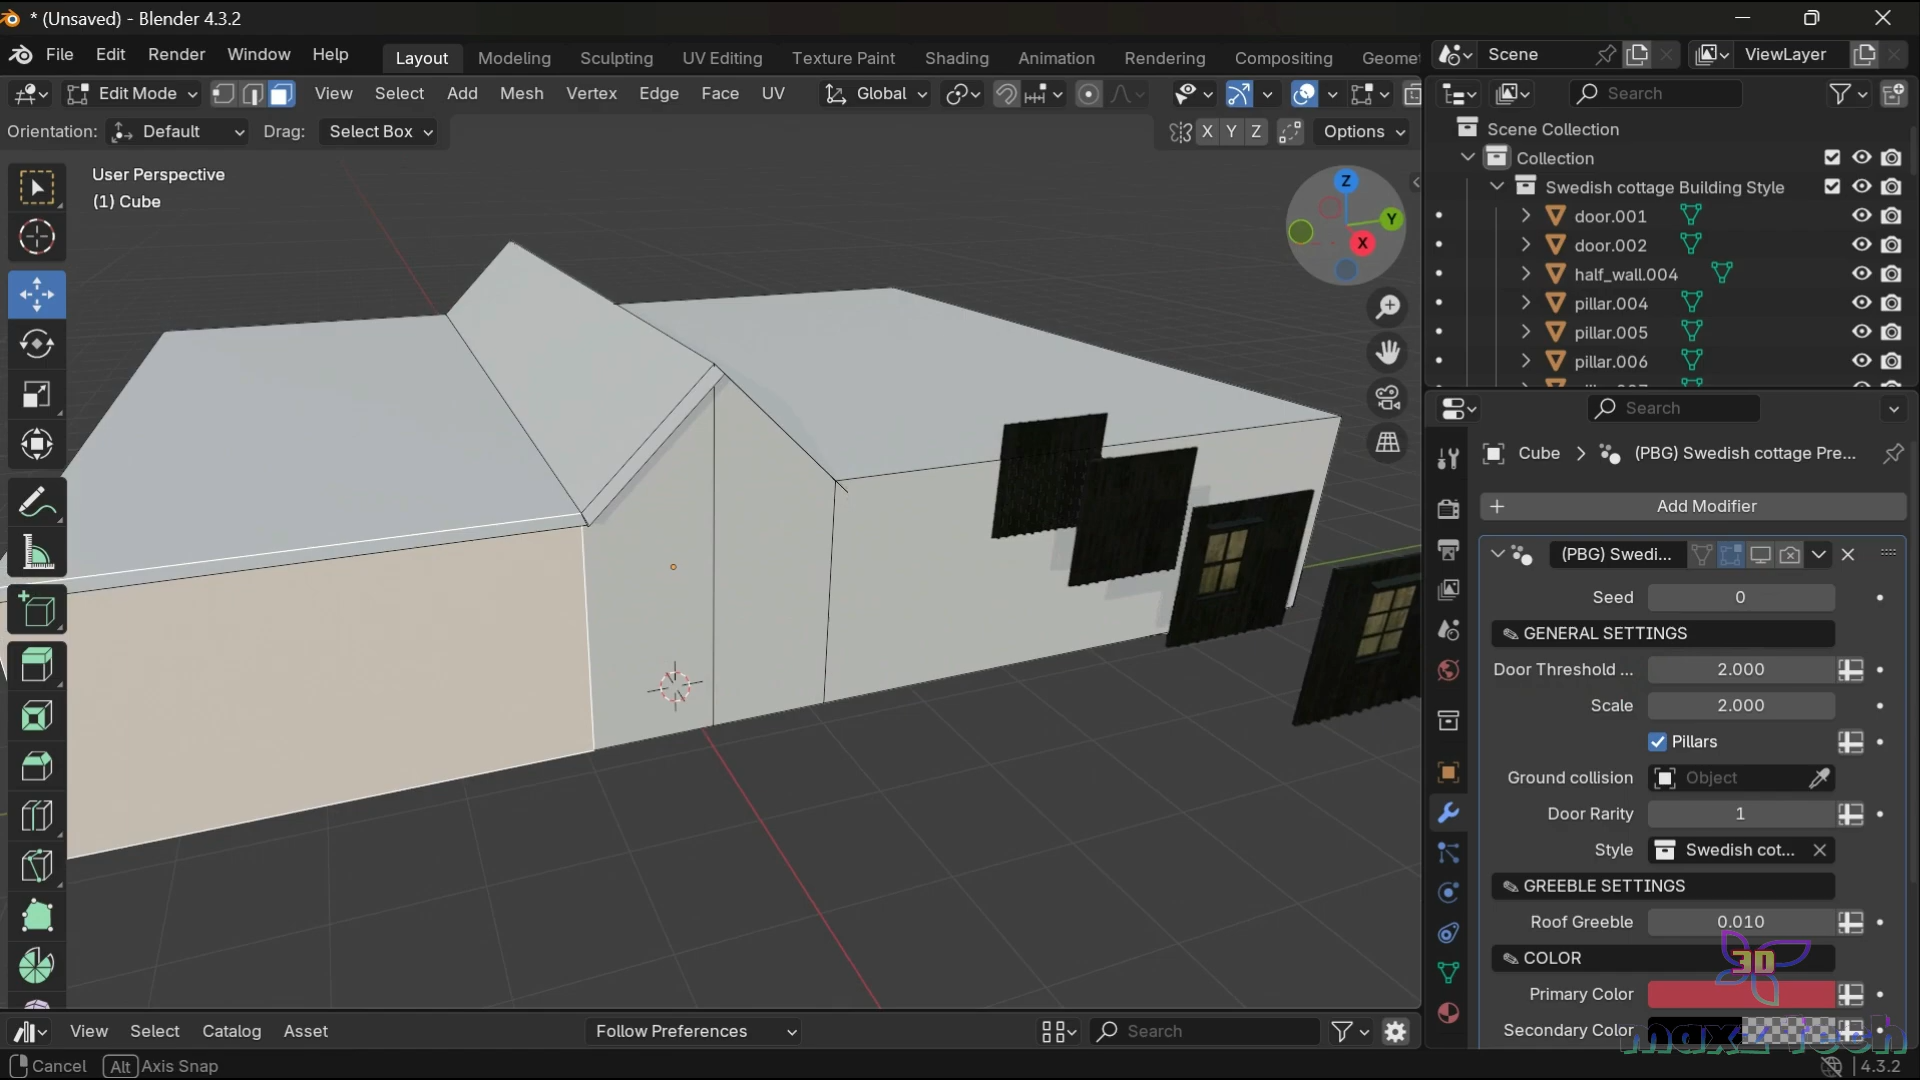 * (Unsaved) - Blender 4.3.2
File Edit Render Window Help Layout Modeling Sculpting UV Editing Texture Paint Shading Animation Rendering Compositing Geomet Scene ViewLayer
Edit Mode View Select Add Mesh Vertex Edge Face UV Global Search
Orientation: Default Drag: Select Box X Y Z Options
User Perspective
(1) Cube
Z
Y
X
Scene Collection
Collection
Swedish cottage Building Style
door.001
door.002
half_wall.004
pillar.004
pillar.005
pillar.006
Search
Cube > (PBG) Swedish cottage Pre...
+ Add Modifier
(PBG) Swedi...
Seed 0
GENERAL SETTINGS
Door Threshold ... 2.000
Scale 2.000
Pillars
Ground collision Object
Door Rarity 1
Style Swedish cot...
GREEBLE SETTINGS
Roof Greeble 0.010
COLOR
3D
Primary Color
Secondary Color
View Select Catalog Asset Follow Preferences Search
Cancel Alt Axis Snap 4.3.2